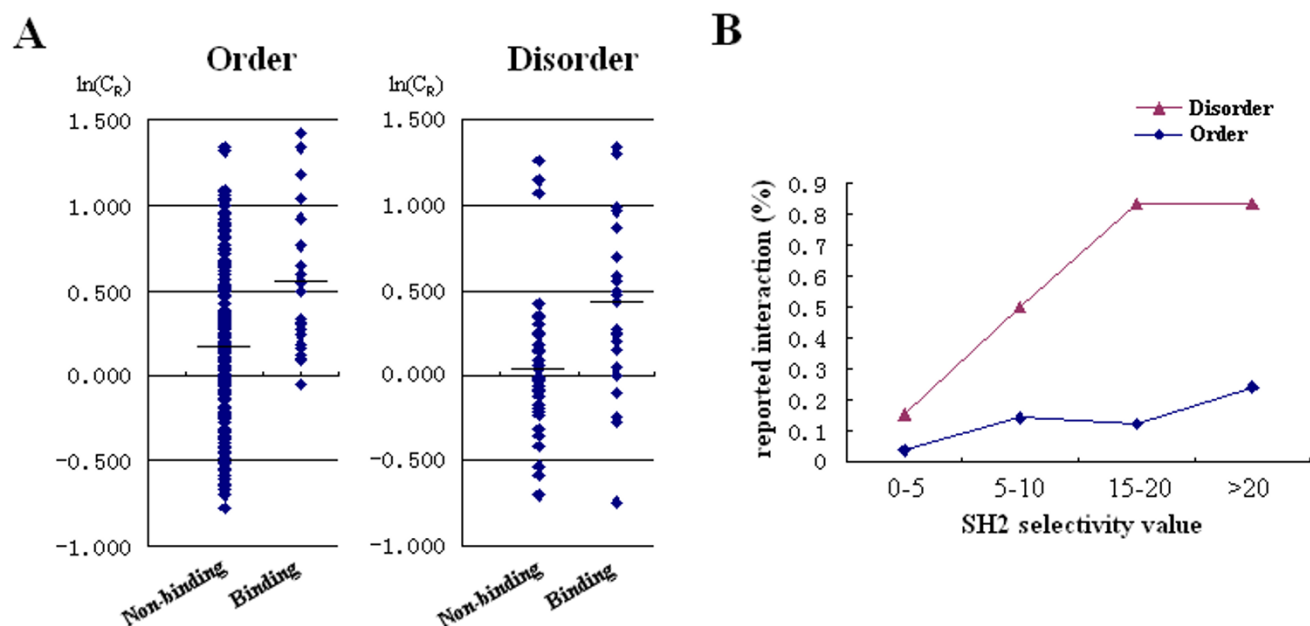 A
Order
ln(CR)
1.500
1.000
0.500
0.000
−0.500
−1.000
Non-binding
Binding
Disorder
ln(CR)
1.500
1.000
0.500
0.000
−0.500
−1.000
Non-binding
Binding
B
Disorder
Order
reported interaction (%)
0.9
0.8
0.7
0.6
0.5
0.4
0.3
0.2
0.1
0
0-5 5-10 15-20 >20
SH2 selectivity value